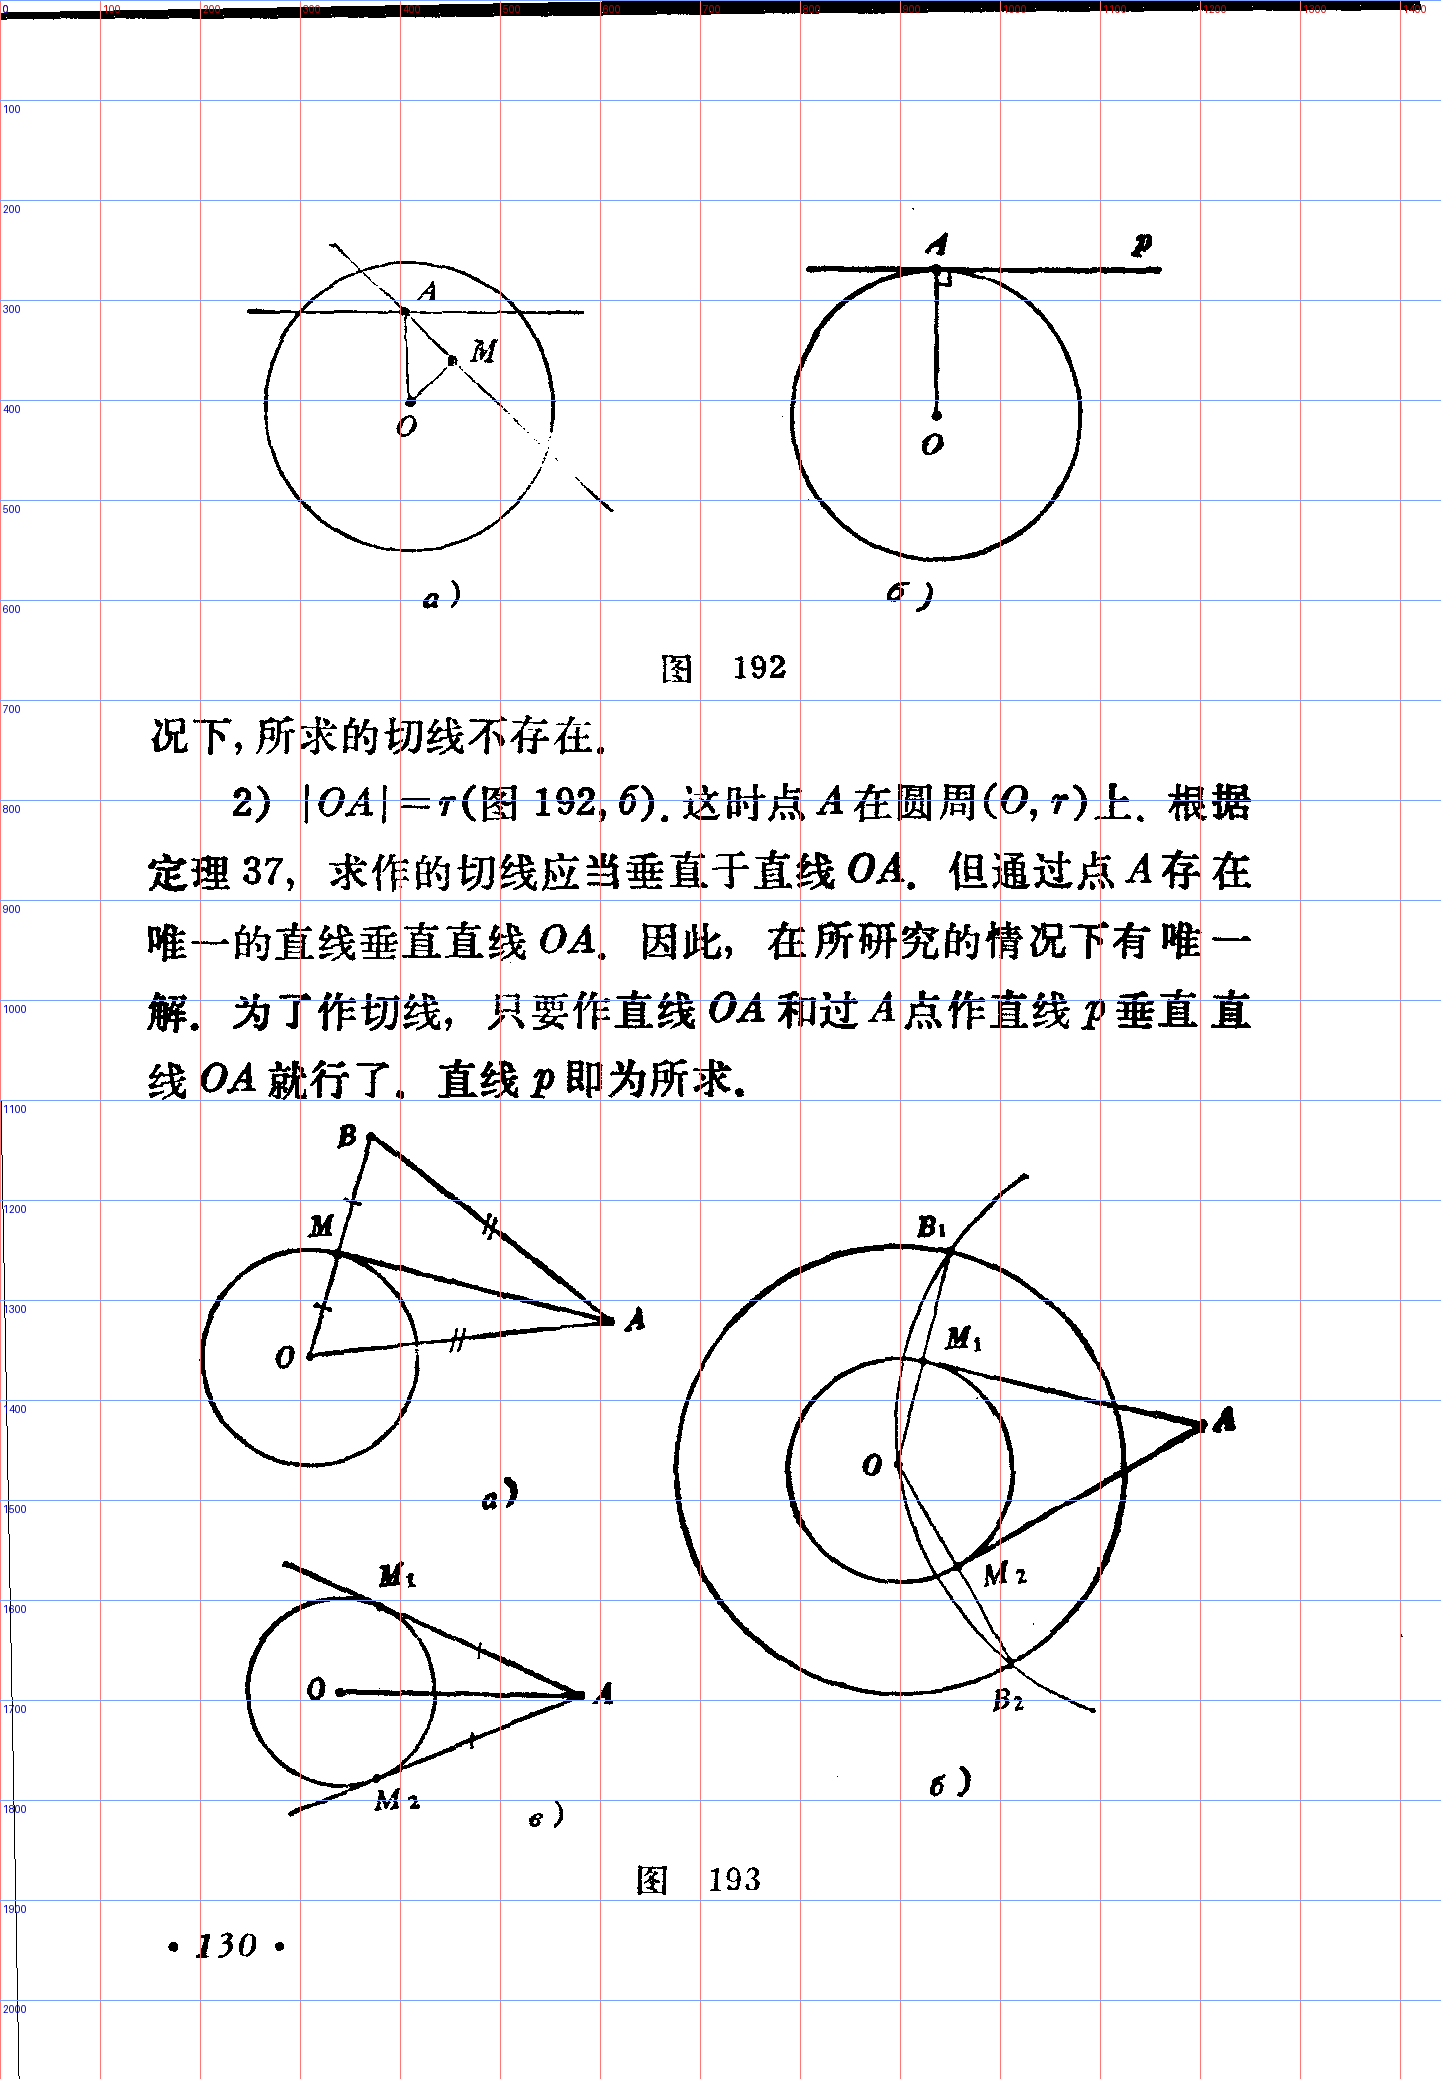 A
M
O
а)
A
p
O
б)
图 192
况下,所求的切线不存在.
2) |OA|=r(图 192, б). 这时点 A 在圆周(O, r)上. 根据
定理 37, 求作的切线应当垂直于直线 OA. 但通过点 A 存在
唯一的直线垂直直线 OA. 因此, 在所研究的情况下有唯一
解. 为了作切线, 只要作直线 OA 和过 A 点作直线 p 垂直直
线 OA 就行了. 直线 p 即为所求.
B
M
A
O
а)
B₁
M₁
A
O
M₂
B₂
б)
M₁
O
A
M₂
в)
图 193
• 130 •